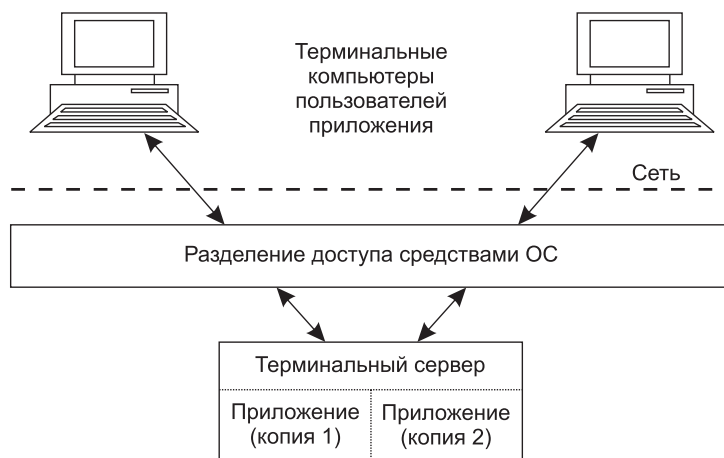 Терминальные
компьютеры
пользователей
приложения
Сеть
Разделение доступа средствами ОС
Терминальный сервер
Приложение
(копия 1)
Приложение
(копия 2)